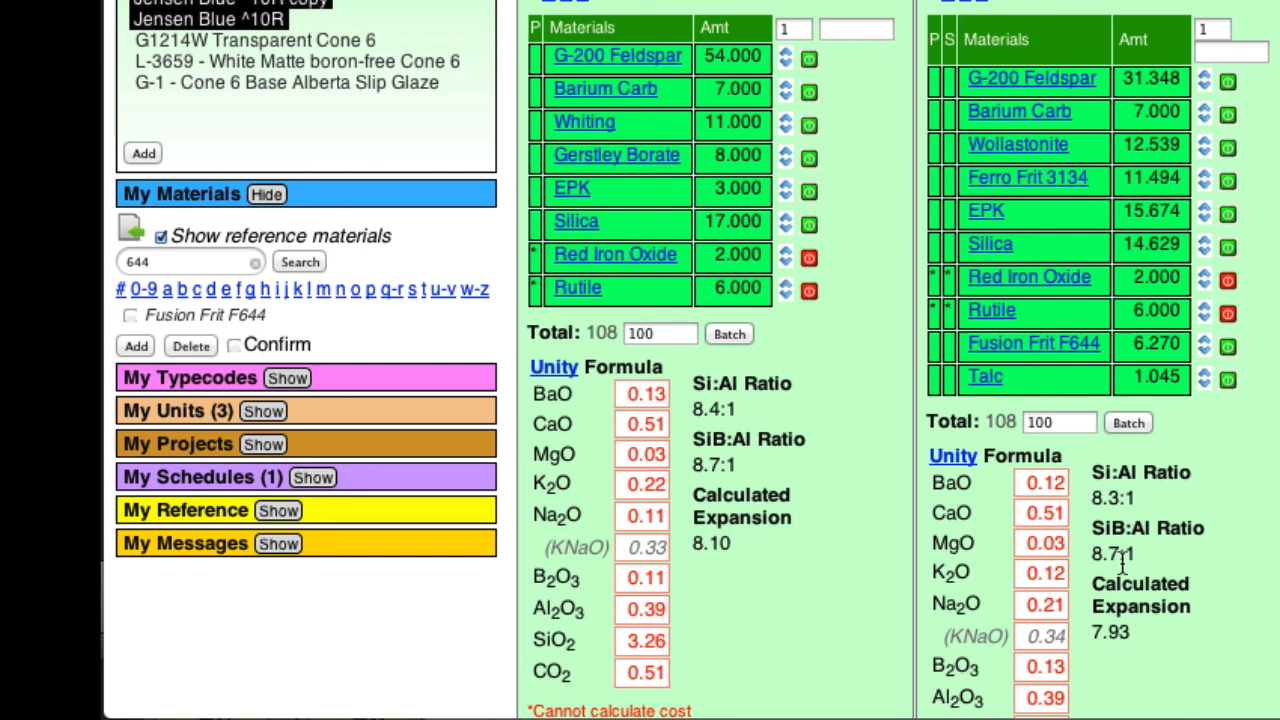 Jensen Blue ^10R copy
Jensen Blue ^10R
G1214W Transparent Cone 6
L-3659 - White Matte boron-free Cone 6
G-1 - Cone 6 Base Alberta Slip Glaze
Add
My Materials Hide
Show reference materials
644 Search
# 0-9 a b c d e f g h i j k l m n o p q-r s t u-v w-z
Fusion Frit F644
Add Delete Confirm
My Typecodes Show
My Units (3) Show
My Projects Show
My Schedules (1) Show
My Reference Show
My Messages Show
P Materials Amt 1
G-200 Feldspar 54.000
Barium Carb 7.000
Whiting 11.000
Gerstley Borate 8.000
EPK 3.000
Silica 17.000
* Red Iron Oxide 2.000
* Rutile 6.000
Total: 108 100 Batch
Unity Formula
BaO 0.13
CaO 0.51
MgO 0.03
K2O 0.22
Na2O 0.11
(KNaO) 0.33
B2O3 0.11
Al2O3 0.39
SiO2 3.26
CO2 0.51
Si:Al Ratio
8.4:1
SiB:Al Ratio
8.7:1
Calculated
Expansion
8.10
*Cannot calculate cost
P S Materials Amt 1
G-200 Feldspar 31.348
Barium Carb 7.000
Wollastonite 12.539
Ferro Frit 3134 11.494
EPK 15.674
Silica 14.629
* * Red Iron Oxide 2.000
* * Rutile 6.000
Fusion Frit F644 6.270
Talc 1.045
Total: 108 100 Batch
Unity Formula
BaO 0.12
CaO 0.51
MgO 0.03
K2O 0.12
Na2O 0.21
(KNaO) 0.34
B2O3 0.13
Al2O3 0.39
Si:Al Ratio
8.3:1
SiB:Al Ratio
8.7:1
Calculated
Expansion
7.93